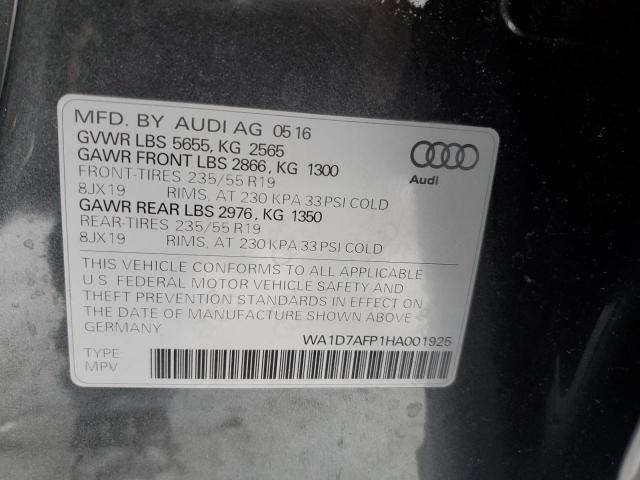 MFD. BY AUDI AG 05 16
GVWR LBS 5655, KG 2565
GAWR FRONT LBS 2866, KG 1300
FRONT-TIRES 235/55 R19
8JX19 RIMS, AT 230 KPA 33 PSI COLD
GAWR REAR LBS 2976, KG 1350
REAR-TIRES 235/55 R19
8JX19 RIMS, AT 230 KPA 33 PSI COLD
Audi
THIS VEHICLE CONFORMS TO ALL APPLICABLE
U.S. FEDERAL MOTOR VEHICLE SAFETY AND
THEFT PREVENTION STANDARDS IN EFFECT ON
THE DATE OF MANUFACTURE SHOWN ABOVE
GERMANY
WA1D7AFP1HA001925
TYPE
MPV